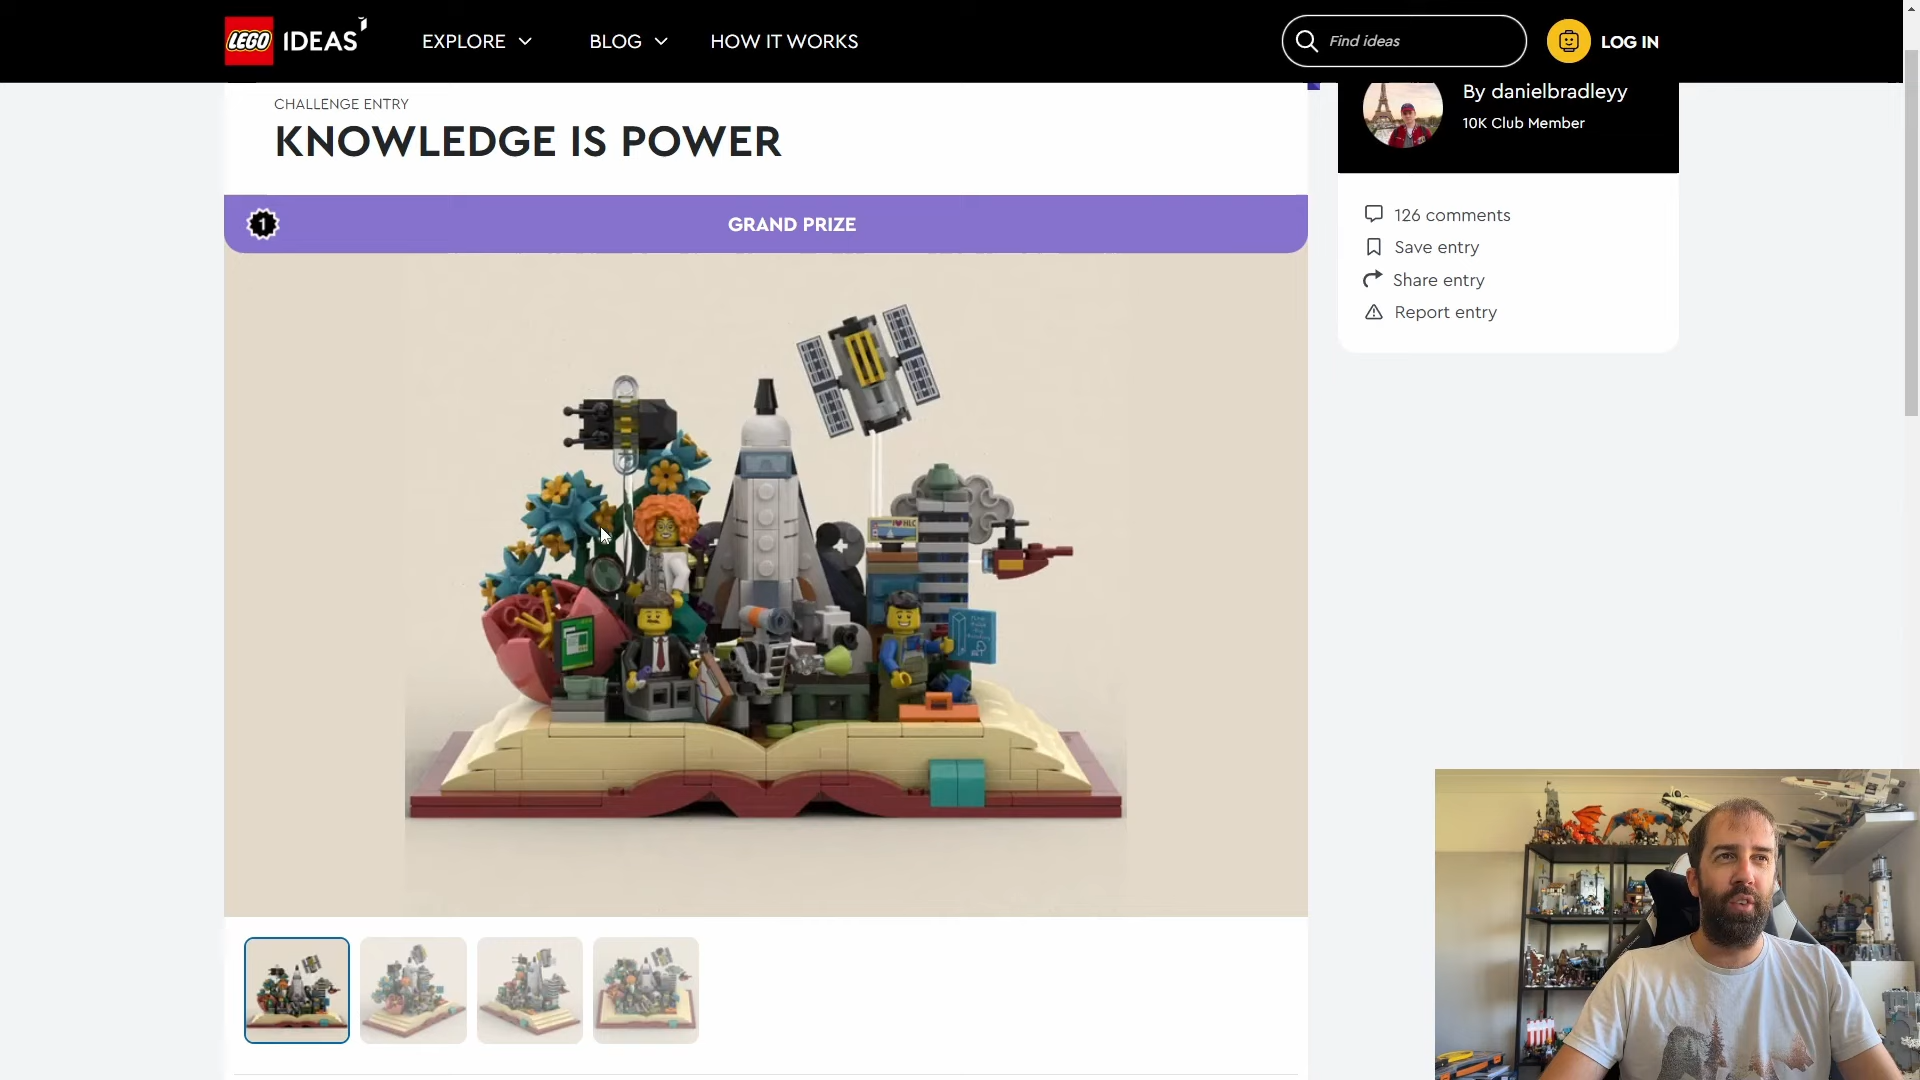 LEGO IDEAS
EXPLORE
BLOG
HOW IT WORKS
Find ideas
LOG IN
CHALLENGE ENTRY
KNOWLEDGE IS POWER
By danielbradleyy
10K Club Member
1
GRAND PRIZE
126 comments
Save entry
Share entry
Report entry